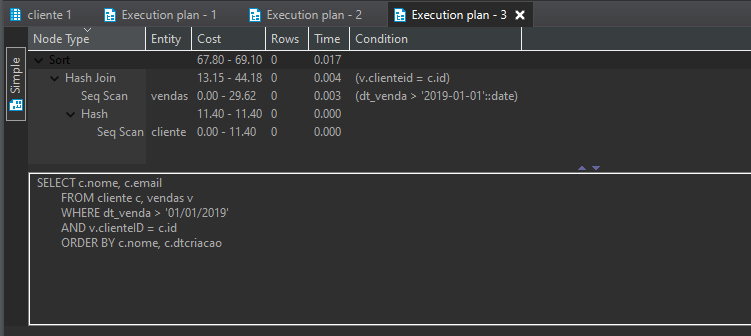 cliente 1 Execution plan - 1 Execution plan - 2 Execution plan - 3
Node Type Entity Cost Rows Time Condition
Sort 67.80 - 69.10 0 0.017
Hash Join 13.15 - 44.18 0 0.004 (v.clienteid = c.id)
Seq Scan vendas 0.00 - 29.62 0 0.003 (dt_venda > '2019-01-01'::date)
Hash 11.40 - 11.40 0 0.000
Seq Scan cliente 0.00 - 11.40 0 0.000
Simple
SELECT c.nome, c.email
FROM cliente c, vendas v
WHERE dt_venda > '01/01/2019'
AND v.clienteID = c.id
ORDER BY c.nome, c.dtcriacao